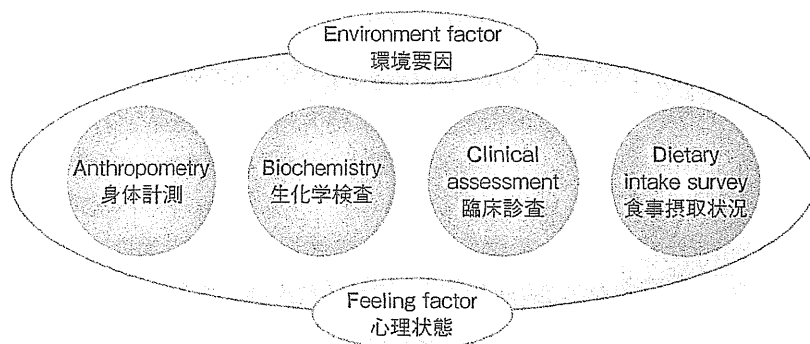 Environment factor
環境要因
Anthropometry
身体計測
Biochemistry
生化学検査
Clinical
assessment
臨床診査
Dietary
intake survey
食事摂取状況
Feeling factor
心理状態